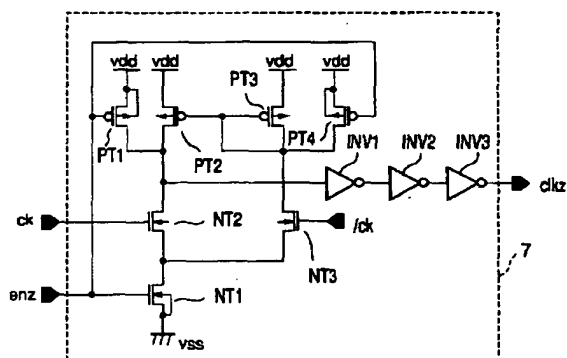 vdd vdd vdd vdd
PT3
PT1 PT2 PT4
INV1 INV2 INV3
clkz
ck NT2 /ck
NT3
7
enz NT1
vss